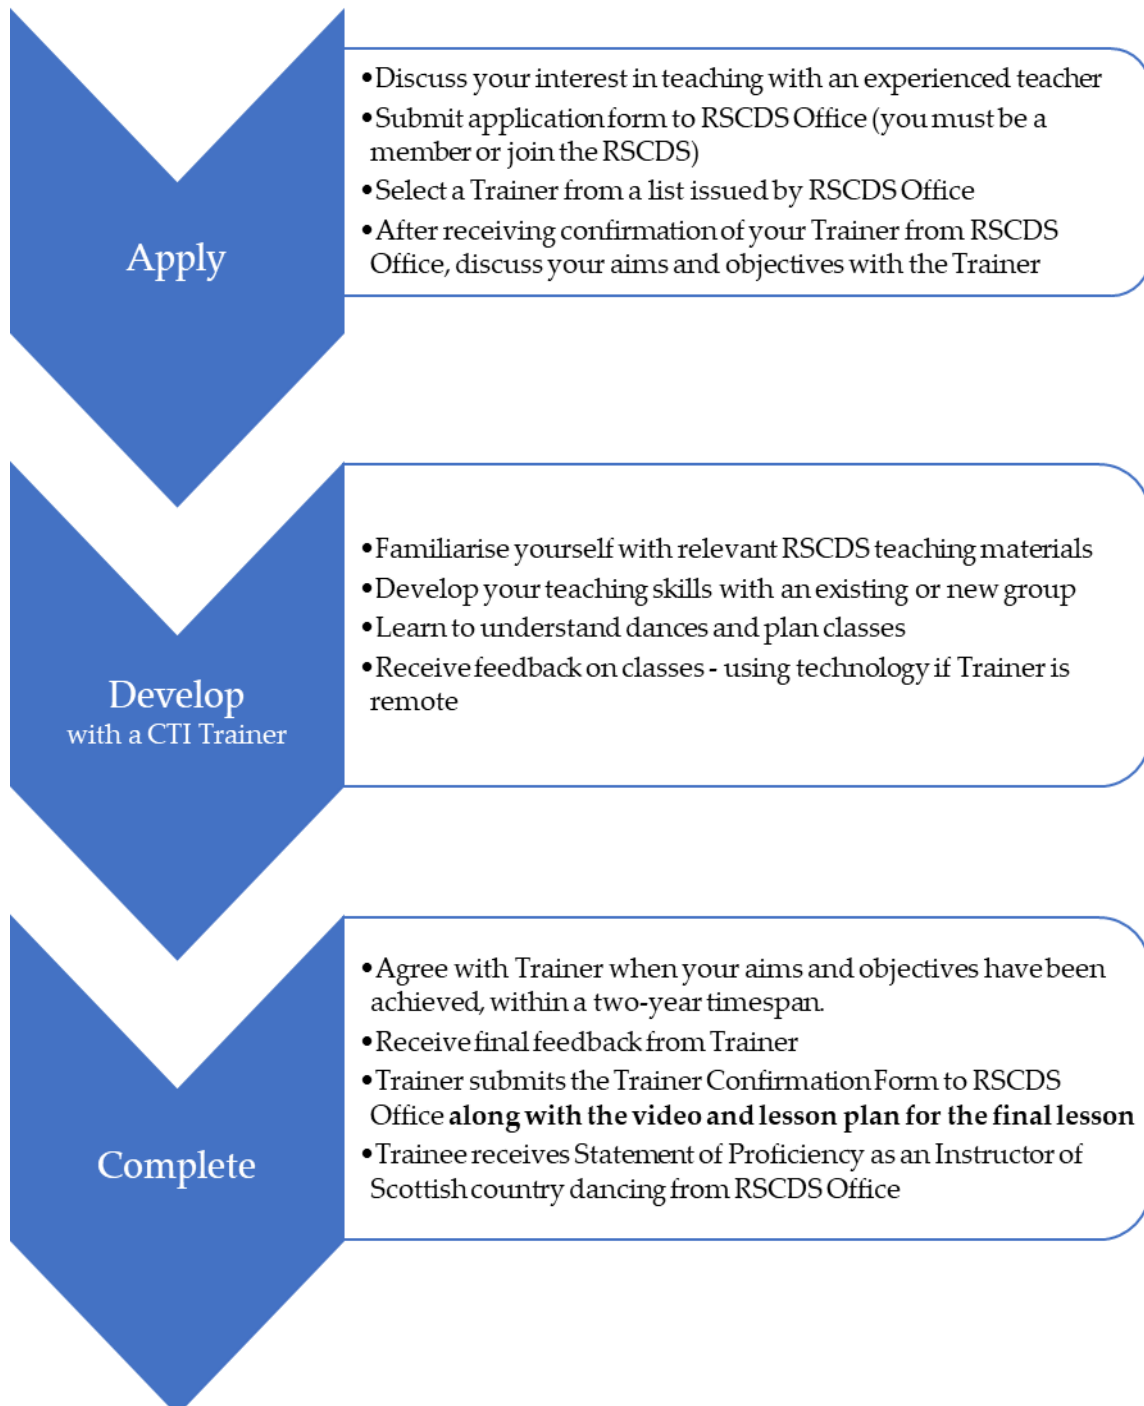 Apply
•Discuss your interest in teaching with an experienced teacher
•Submit application form to RSCDS Office (you must be a
member or join the RSCDS)
•Select a Trainer from a list issued by RSCDS Office
•After receiving confirmation of your Trainer from RSCDS
Office, discuss your aims and objectives with the Trainer
Develop
with a CTI Trainer
•Familiarise yourself with relevant RSCDS teaching materials
•Develop your teaching skills with an existing or new group
•Learn to understand dances and plan classes
•Receive feedback on classes - using technology if Trainer is
remote
Complete
•Agree with Trainer when your aims and objectives have been
achieved, within a two-year timespan.
•Receive final feedback from Trainer
•Trainer submits the Trainer Confirmation Form to RSCDS
Office along with the video and lesson plan for the final lesson
•Trainee receives Statement of Proficiency as an Instructor of
Scottish country dancing from RSCDS Office